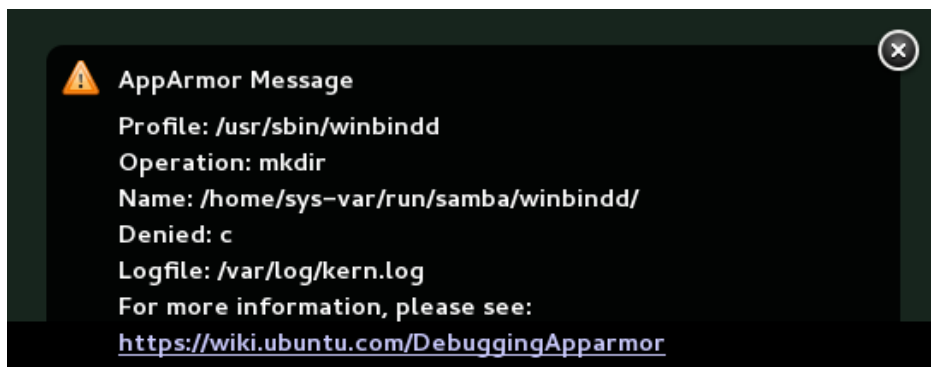 AppArmor Message
Profile: /usr/sbin/winbindd
Operation: mkdir
Name: /home/sys-var/run/samba/winbindd/
Denied: c
Logfile: /var/log/kern.log
For more information, please see:
https://wiki.ubuntu.com/DebuggingApparmor